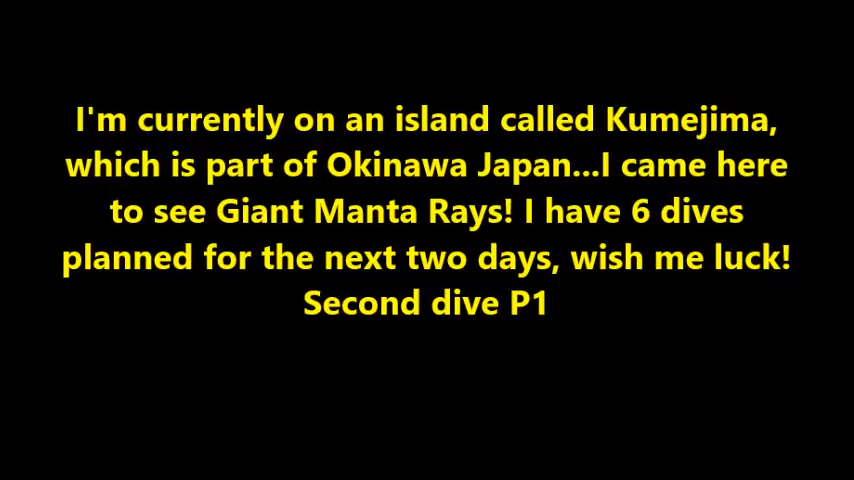 I'm currently on an island called Kumejima,
which is part of Okinawa Japan...I came here
to see Giant Manta Rays! I have 6 dives
planned for the next two days, wish me luck!
Second dive P1